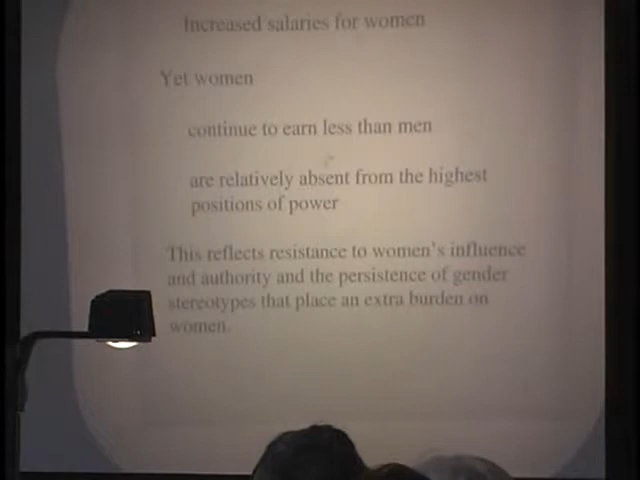 Increased salaries for women
Yet women
continue to earn less than men
are relatively absent from the highest
positions of power
This reflects resistance to women's influence
and authority and the persistence of gender
stereotypes that place an extra burden on
women.